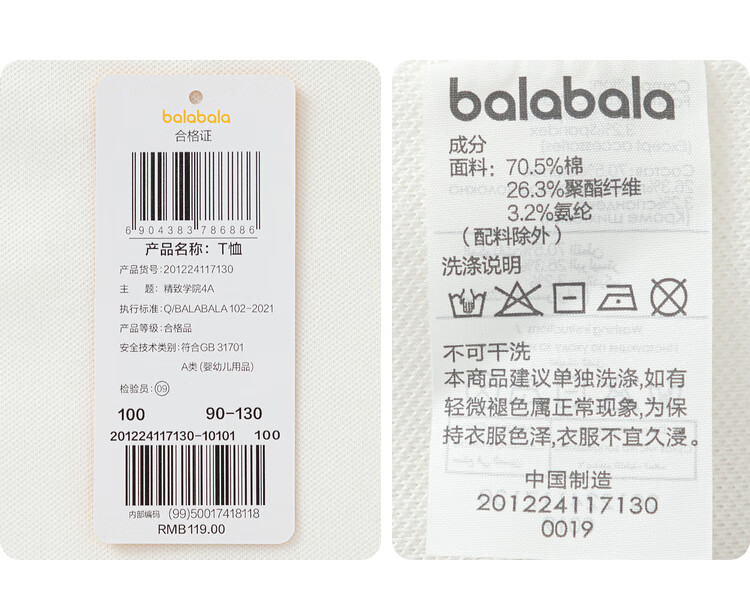 balabala
合格证
6 904383 786886
产品名称：T恤
产品货号：201224117130
主 题：精致学院4A
执行标准：Q/BALABALA 102-2021
产品等级：合格品
安全技术类别：符合GB 31701
A类 (婴幼儿用品)
检验员：09
100 90-130
201224117130-10101 100
内部编码 (99)50017418118
RMB119.00
balabala
成分
面料：70.5%棉
26.3%聚酯纤维
3.2%氨纶
（配料除外）
洗涤说明
不可干洗
本商品建议单独洗涤,如有
轻微褪色属正常现象,为保
持衣服色泽,衣服不宜久浸。
中国制造
201224117130
0019